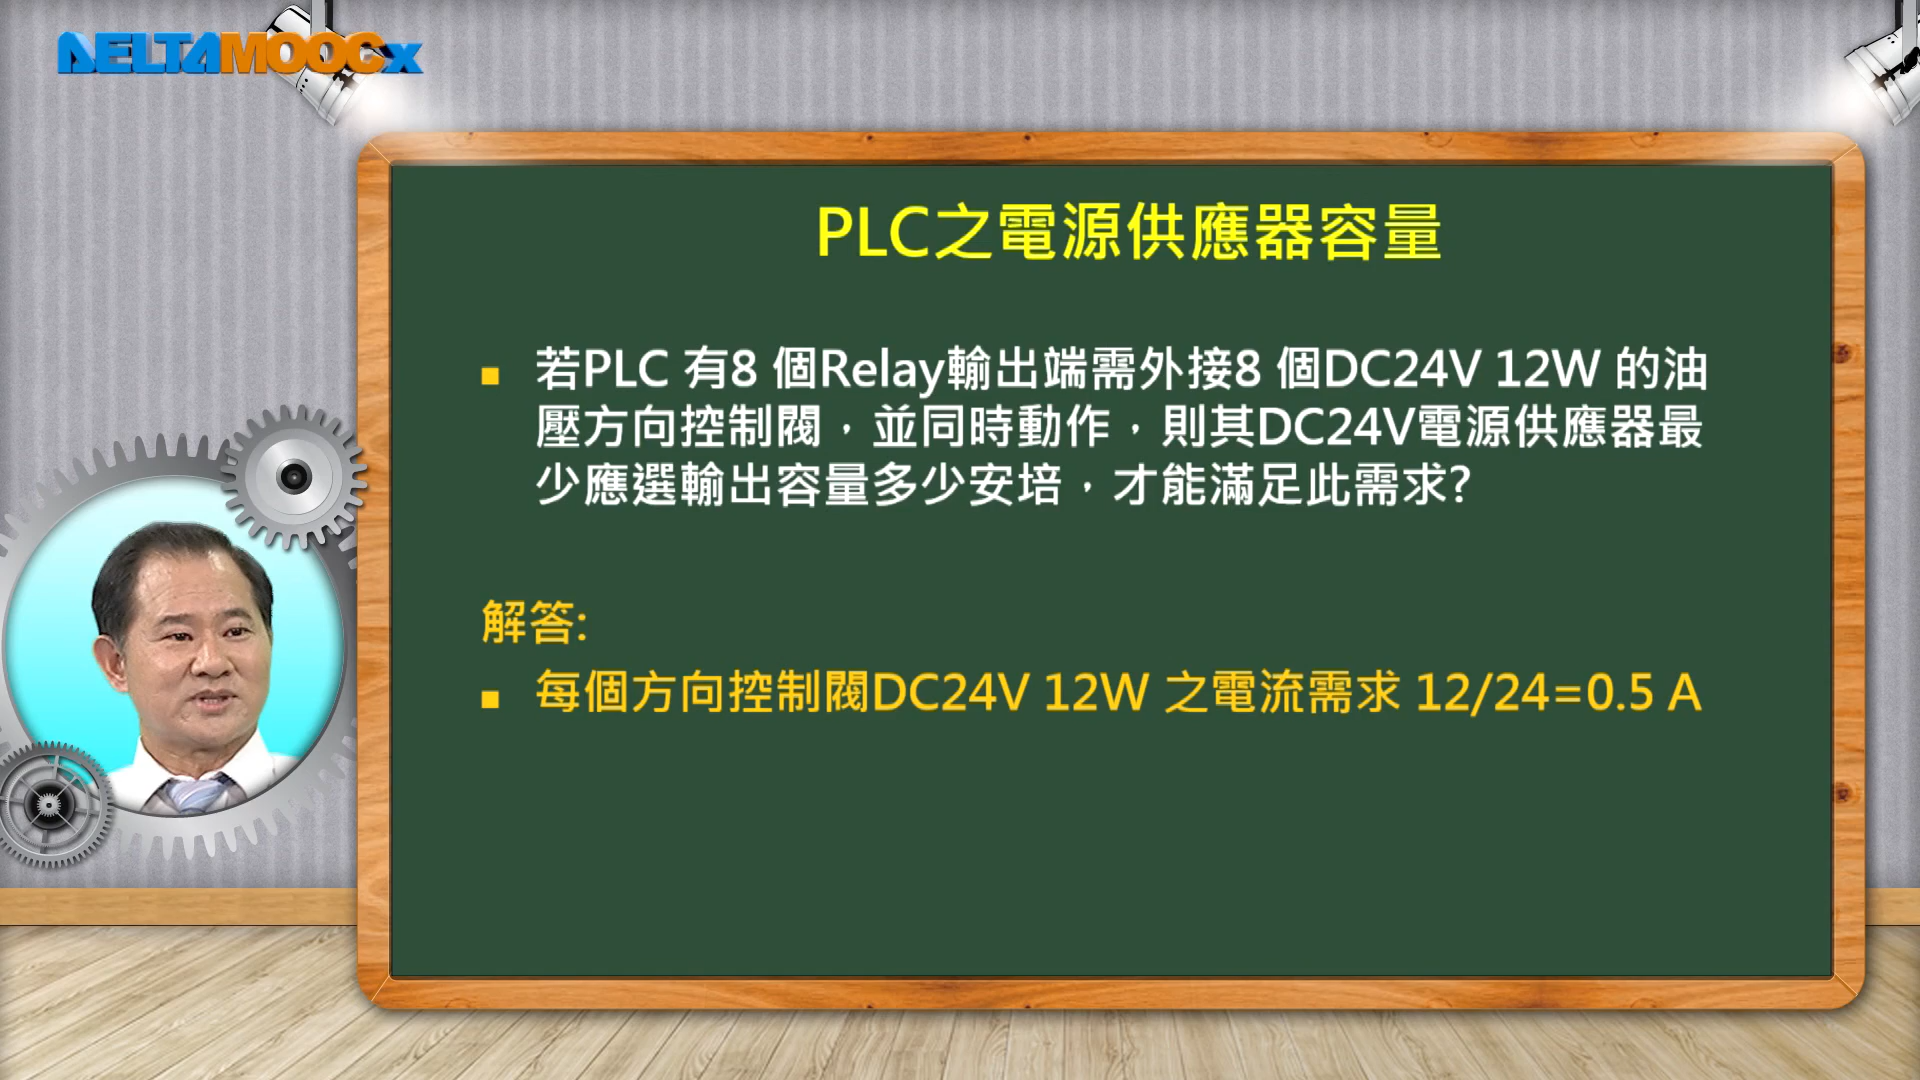 DELTAMOOCx
PLC之電源供應器容量
▪ 若PLC 有8 個Relay輸出端需外接8 個DC24V 12W 的油
壓方向控制閥，並同時動作，則其DC24V電源供應器最
少應選輸出容量多少安培，才能滿足此需求?
解答:
▪ 每個方向控制閥DC24V 12W 之電流需求 12/24=0.5 A